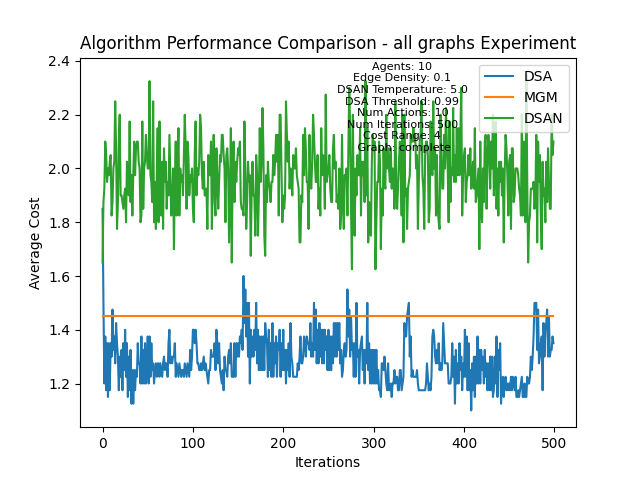 Algorithm Performance Comparison - all graphs Experiment
Agents: 10
Edge Density: 0.1
DSAN Temperature: 5.0
DSA Threshold: 0.99
Num Actions: 10
Num Iterations: 500
Cost Range: 4
Graph: complete
DSA
MGM
DSAN
Average Cost
2.4
2.2
2.0
1.8
1.6
1.4
1.2
0
100
200
300
400
500
Iterations